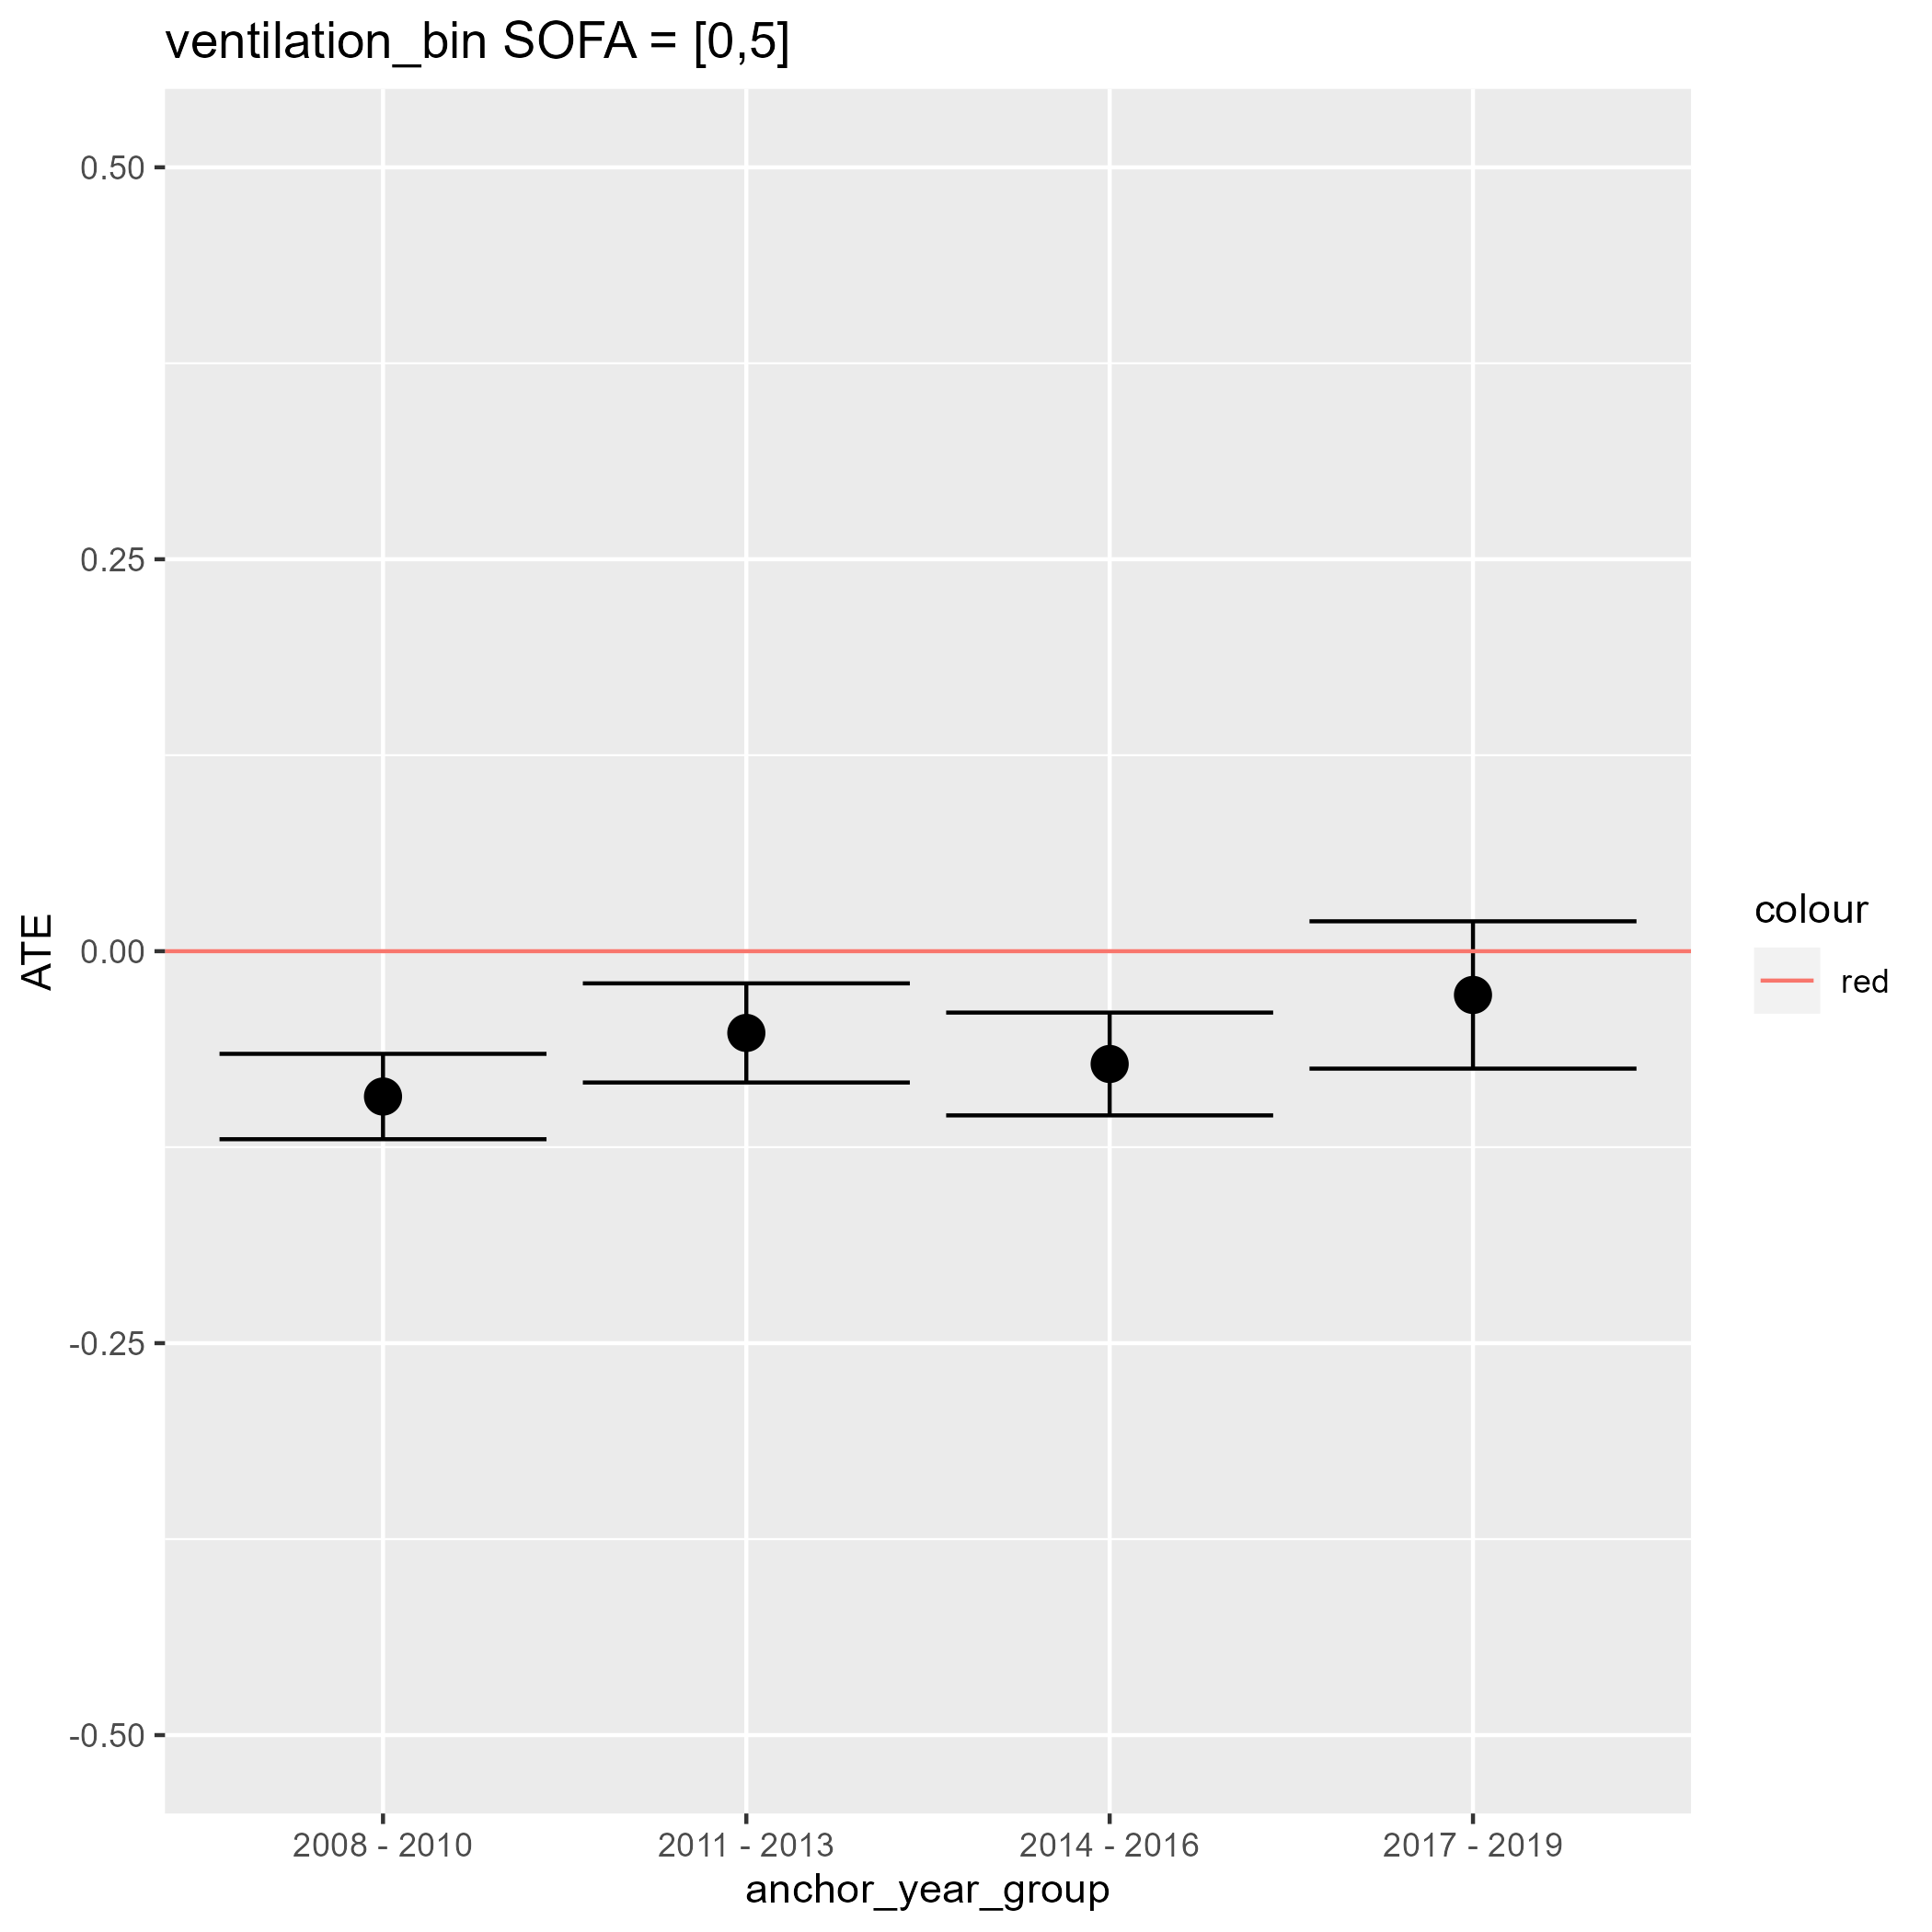 ventilation_bin SOFA = [0,5]
0.50
0.25
0.00
-0.25
-0.50
ATE
2008 - 2010
2011 - 2013
2014 - 2016
2017 - 2019
anchor_year_group
colour
red